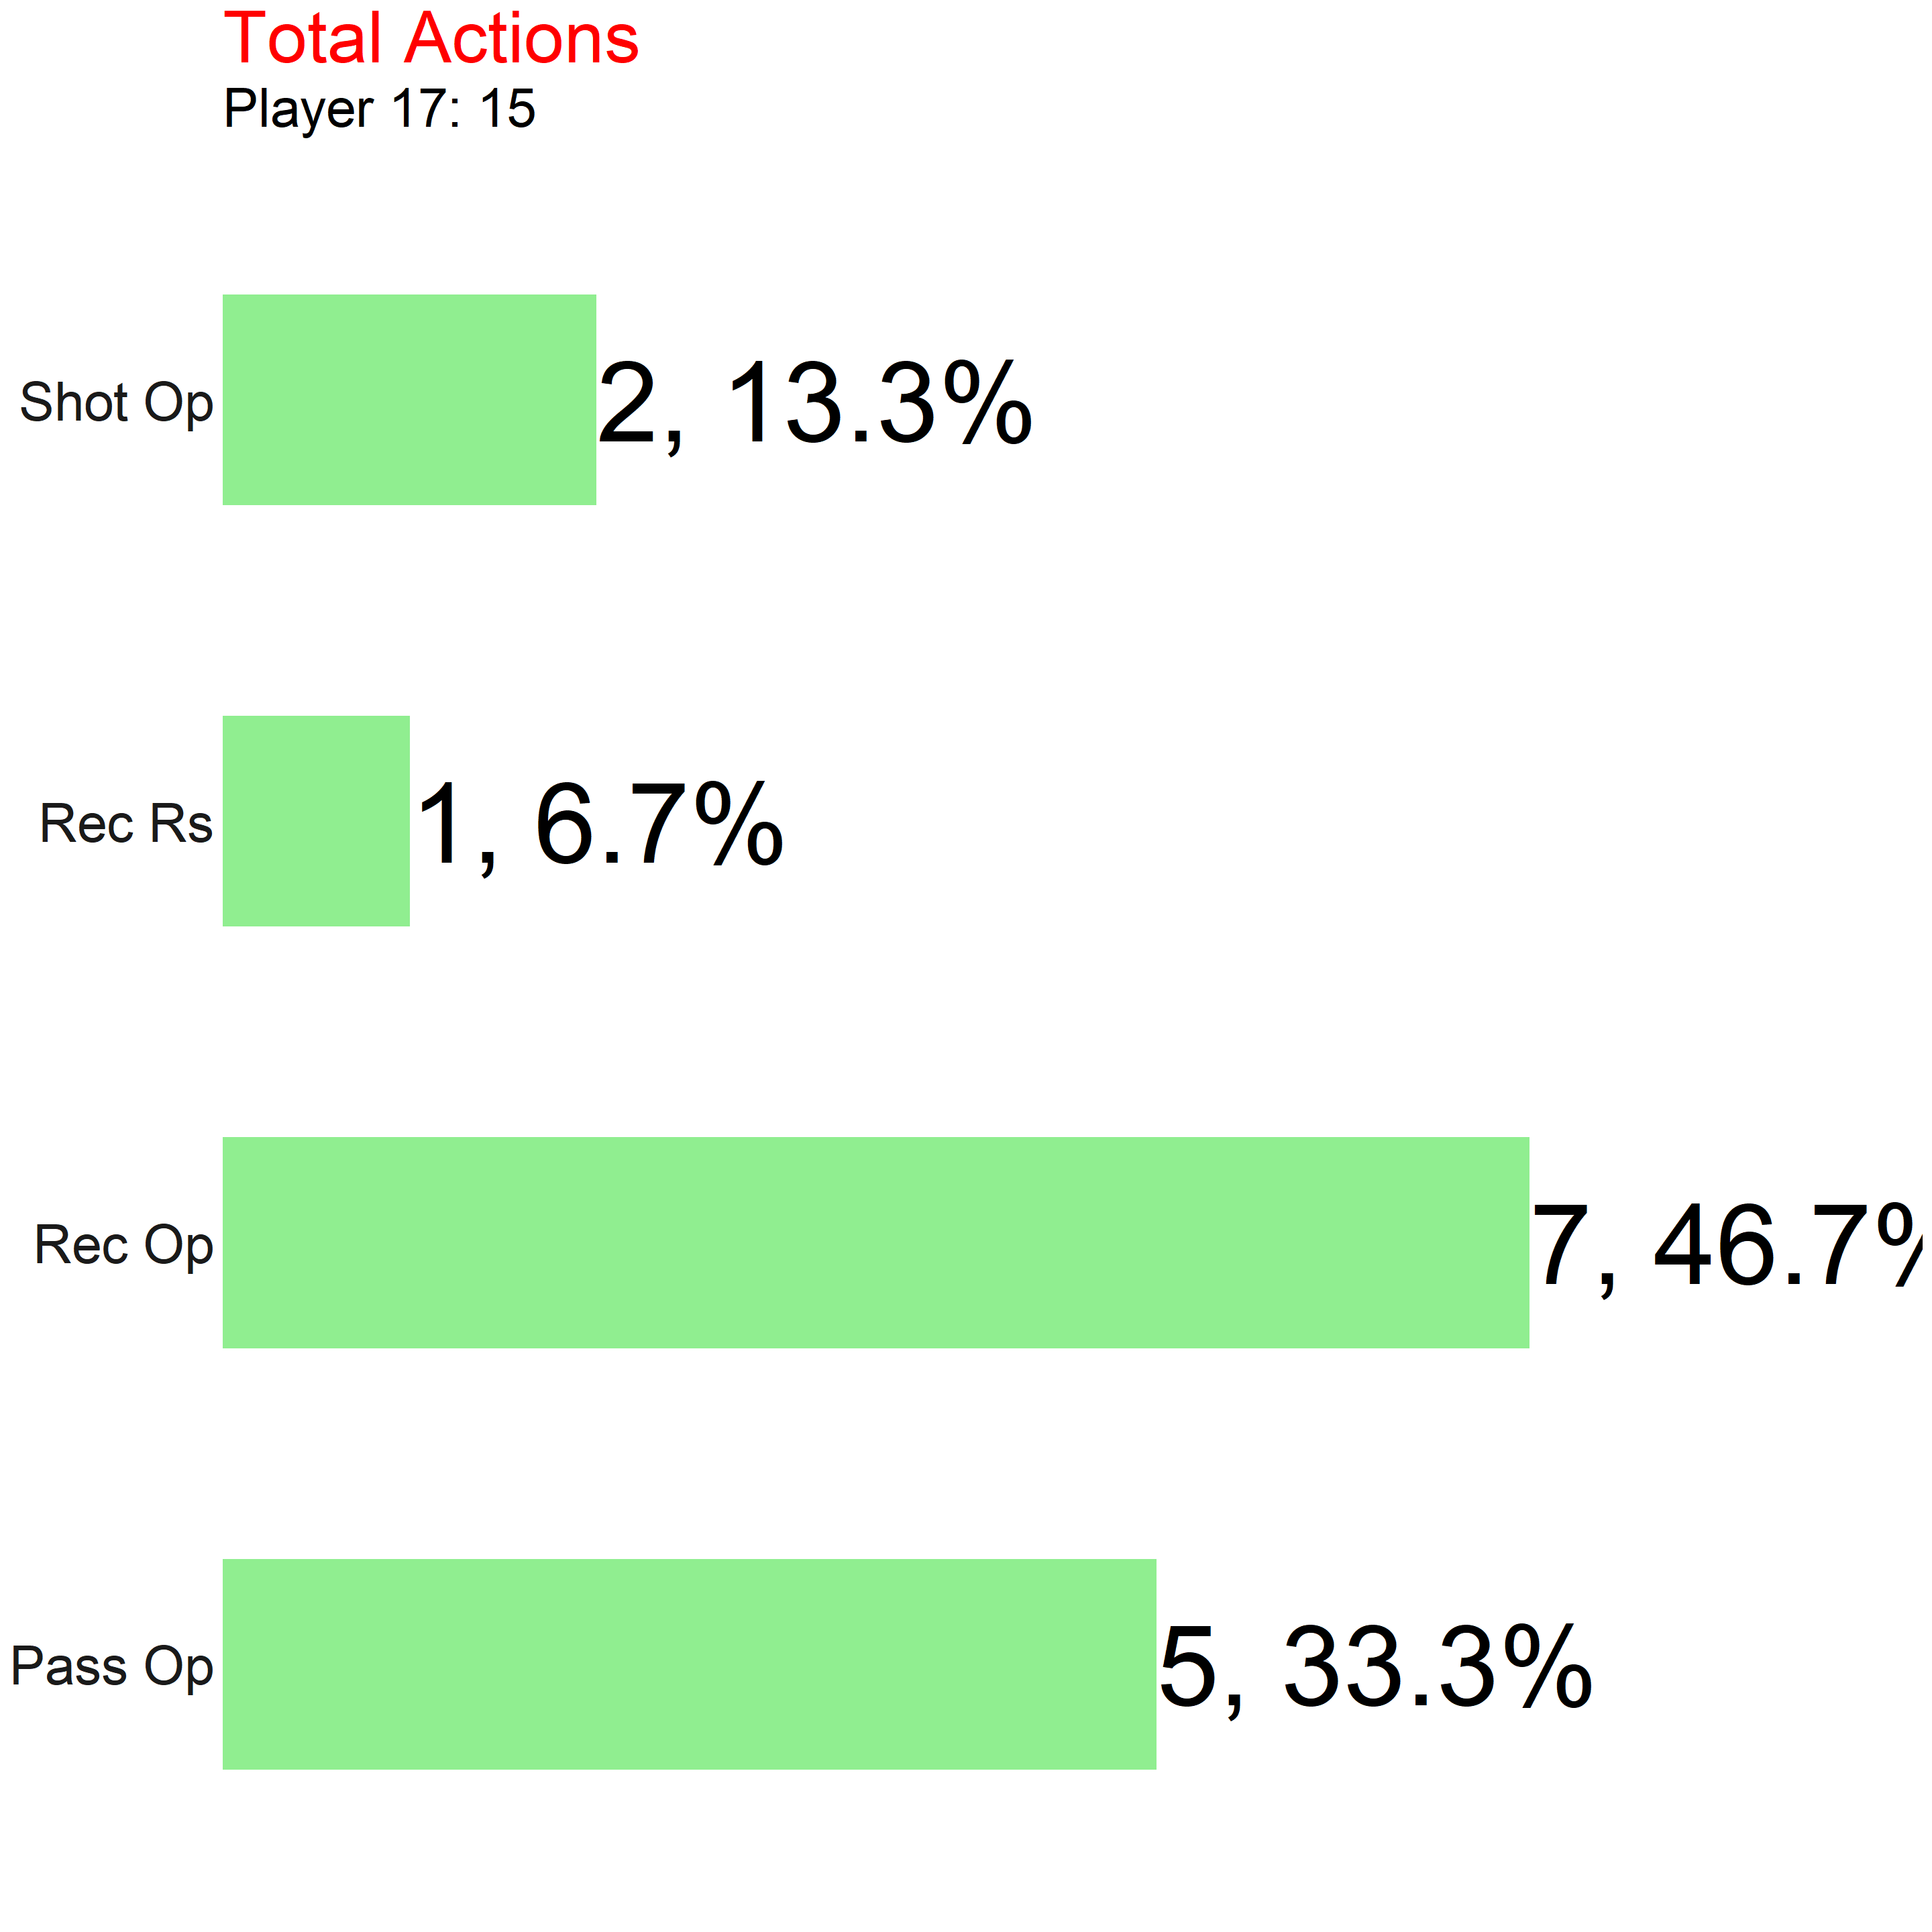 Total Actions
Player 17: 15
Shot Op
2, 13.3%
Rec Rs
1, 6.7%
Rec Op
7, 46.7%
Pass Op
5, 33.3%